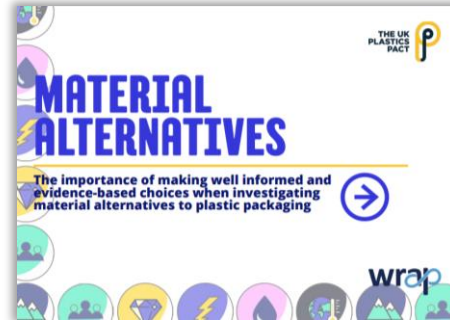 THE UK
PLASTICS
PACT
MATERIAL
ALTERNATIVES
The importance of making well informed and
evidence-based choices when investigating
material alternatives to plastic packaging
wrap